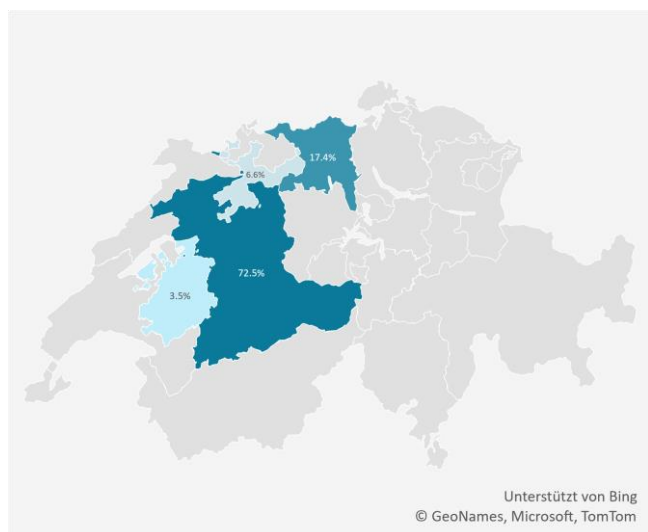 17.4%
6.6%
72.5%
3.5%
Unterstützt von Bing
© GeoNames, Microsoft, TomTom